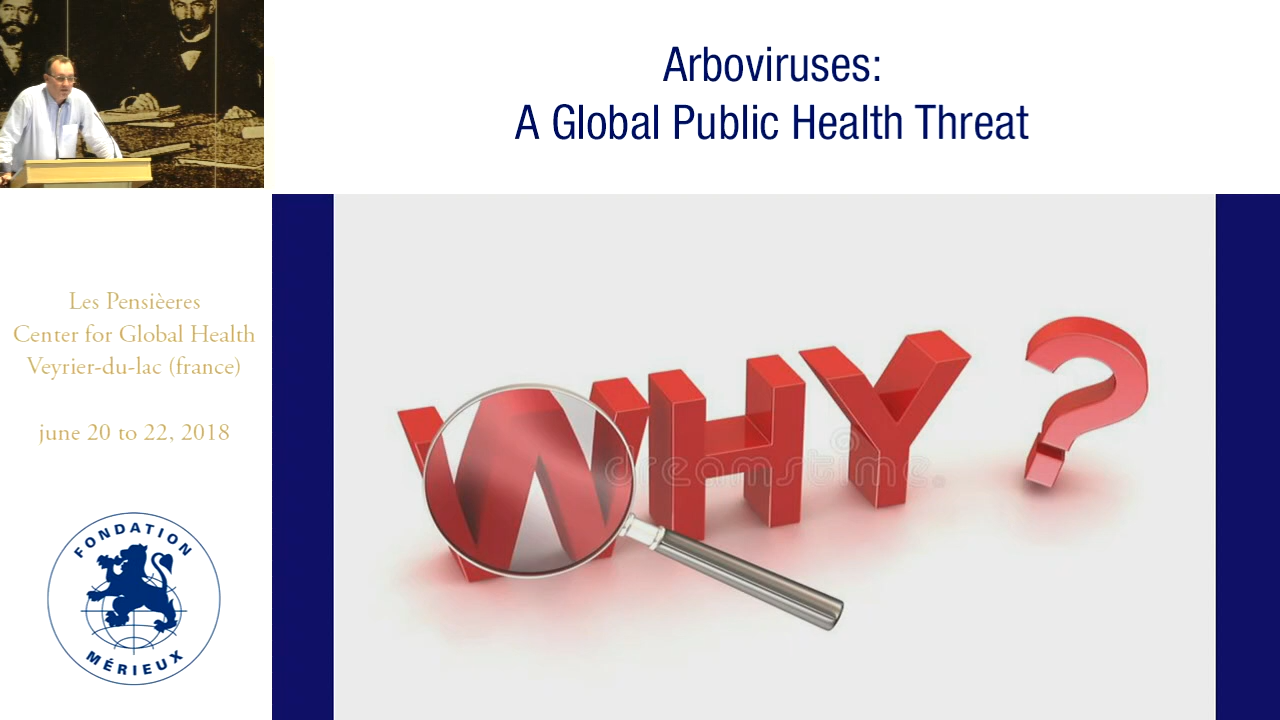 Arboviruses:
A Global Public Health Threat
Les Pensièeres
Center for Global Health
Veyrier-du-lac (france)
june 20 to 22, 2018
FONDATION
MÉRIEUX
WHY ?
dreamstime.